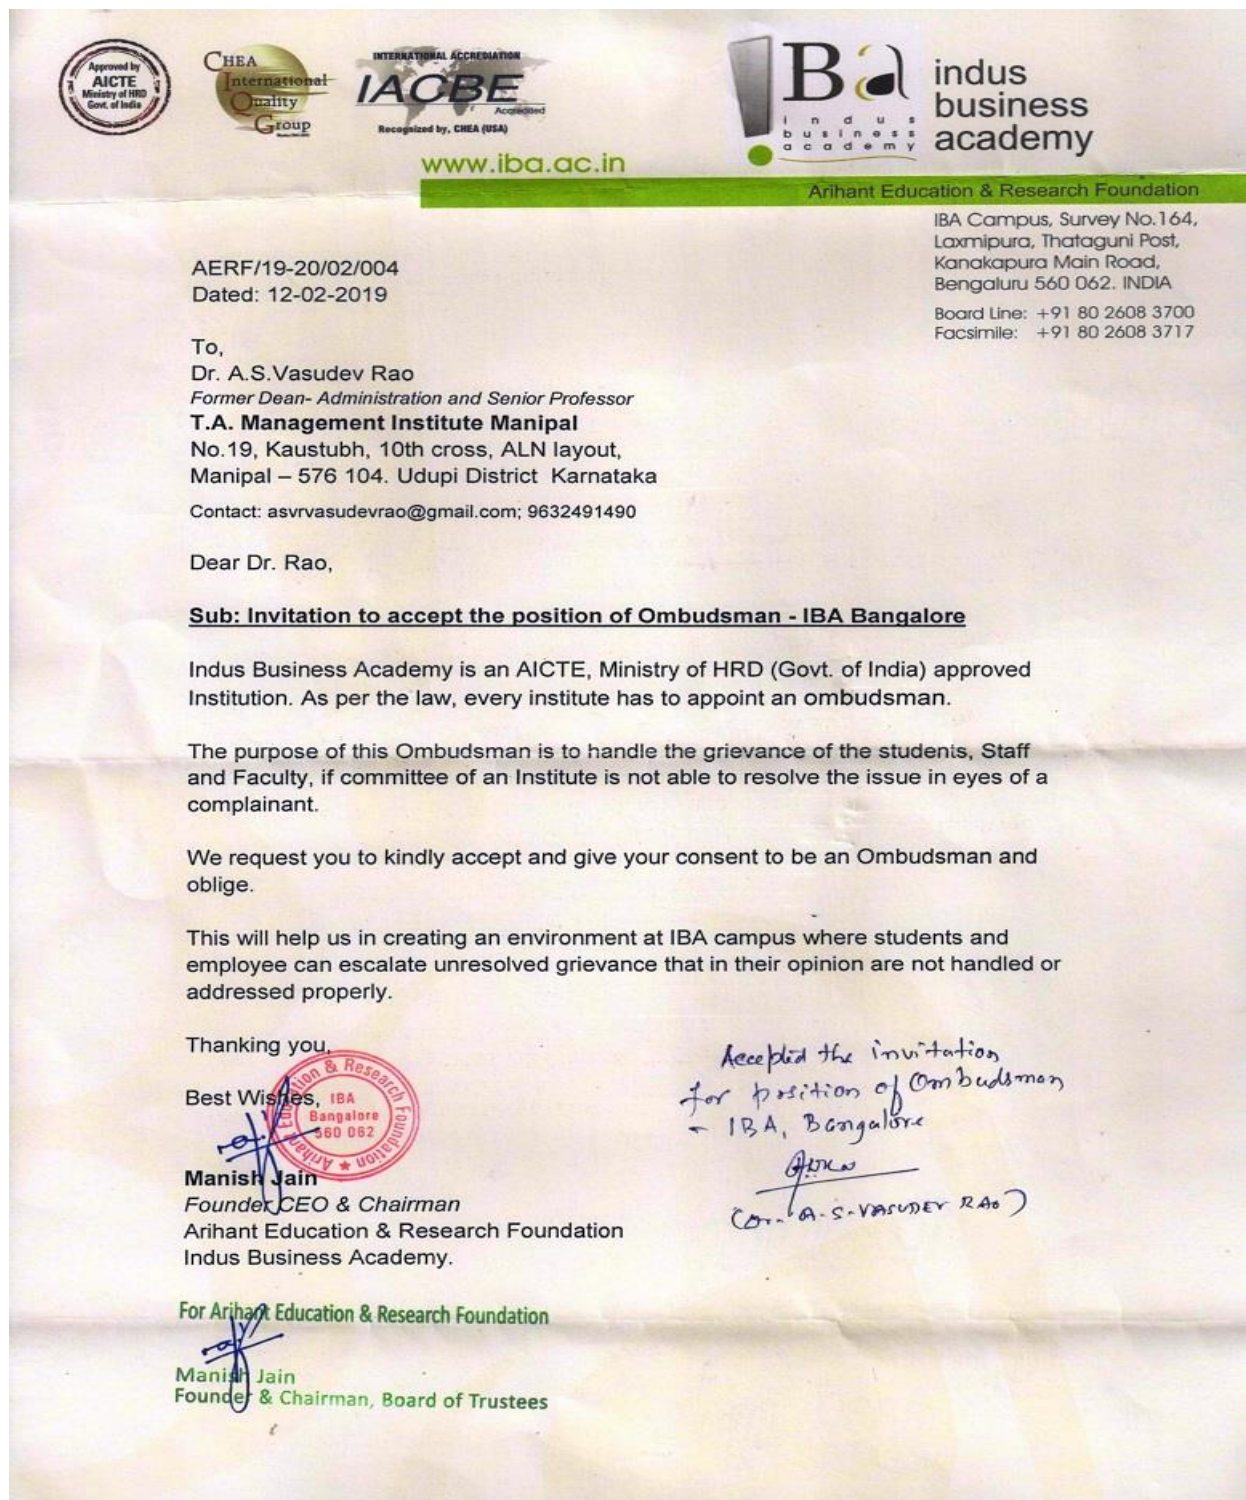 Approved by
AICTE
Ministry of HRD
Govt. of India
CHEA
International
Quality
Group
INTERNATIONAL ACCREDIATION
IACBE
Accredited
Recognized by, CHEA (USA)
www.iba.ac.in
iBa
indus
business
academy
indus
business
academy
Arihant Education & Research Foundation
IBA Campus, Survey No.164,
Laxmipura, Thataguni Post,
Kanakapura Main Road,
Bengaluru 560 062. INDIA
Board Line: +91 80 2608 3700
Facsimile: +91 80 2608 3717
AERF/19-20/02/004
Dated: 12-02-2019
To,
Dr. A.S.Vasudev Rao
Former Dean- Administration and Senior Professor
T.A. Management Institute Manipal
No.19, Kaustubh, 10th cross, ALN layout,
Manipal – 576 104. Udupi District Karnataka
Contact: asvrvasudevrao@gmail.com; 9632491490
Dear Dr. Rao,
Sub: Invitation to accept the position of Ombudsman - IBA Bangalore
Indus Business Academy is an AICTE, Ministry of HRD (Govt. of India) approved
Institution. As per the law, every institute has to appoint an ombudsman.
The purpose of this Ombudsman is to handle the grievance of the students, Staff
and Faculty, if committee of an Institute is not able to resolve the issue in eyes of a
complainant.
We request you to kindly accept and give your consent to be an Ombudsman and
oblige.
This will help us in creating an environment at IBA campus where students and
employee can escalate unresolved grievance that in their opinion are not handled or
addressed properly.
Thanking you,
Best Wishes,
Arihant Education & Research Foundation
IBA
Bangalore
560 062
Manish Jain
Founder CEO & Chairman
Arihant Education & Research Foundation
Indus Business Academy.
Accepted the invitation
for position of Ombudsman
- IBA, Bangalore
(Dr. A.S. VASUDEV RAO)
For Arihant Education & Research Foundation
Manish Jain
Founder & Chairman, Board of Trustees